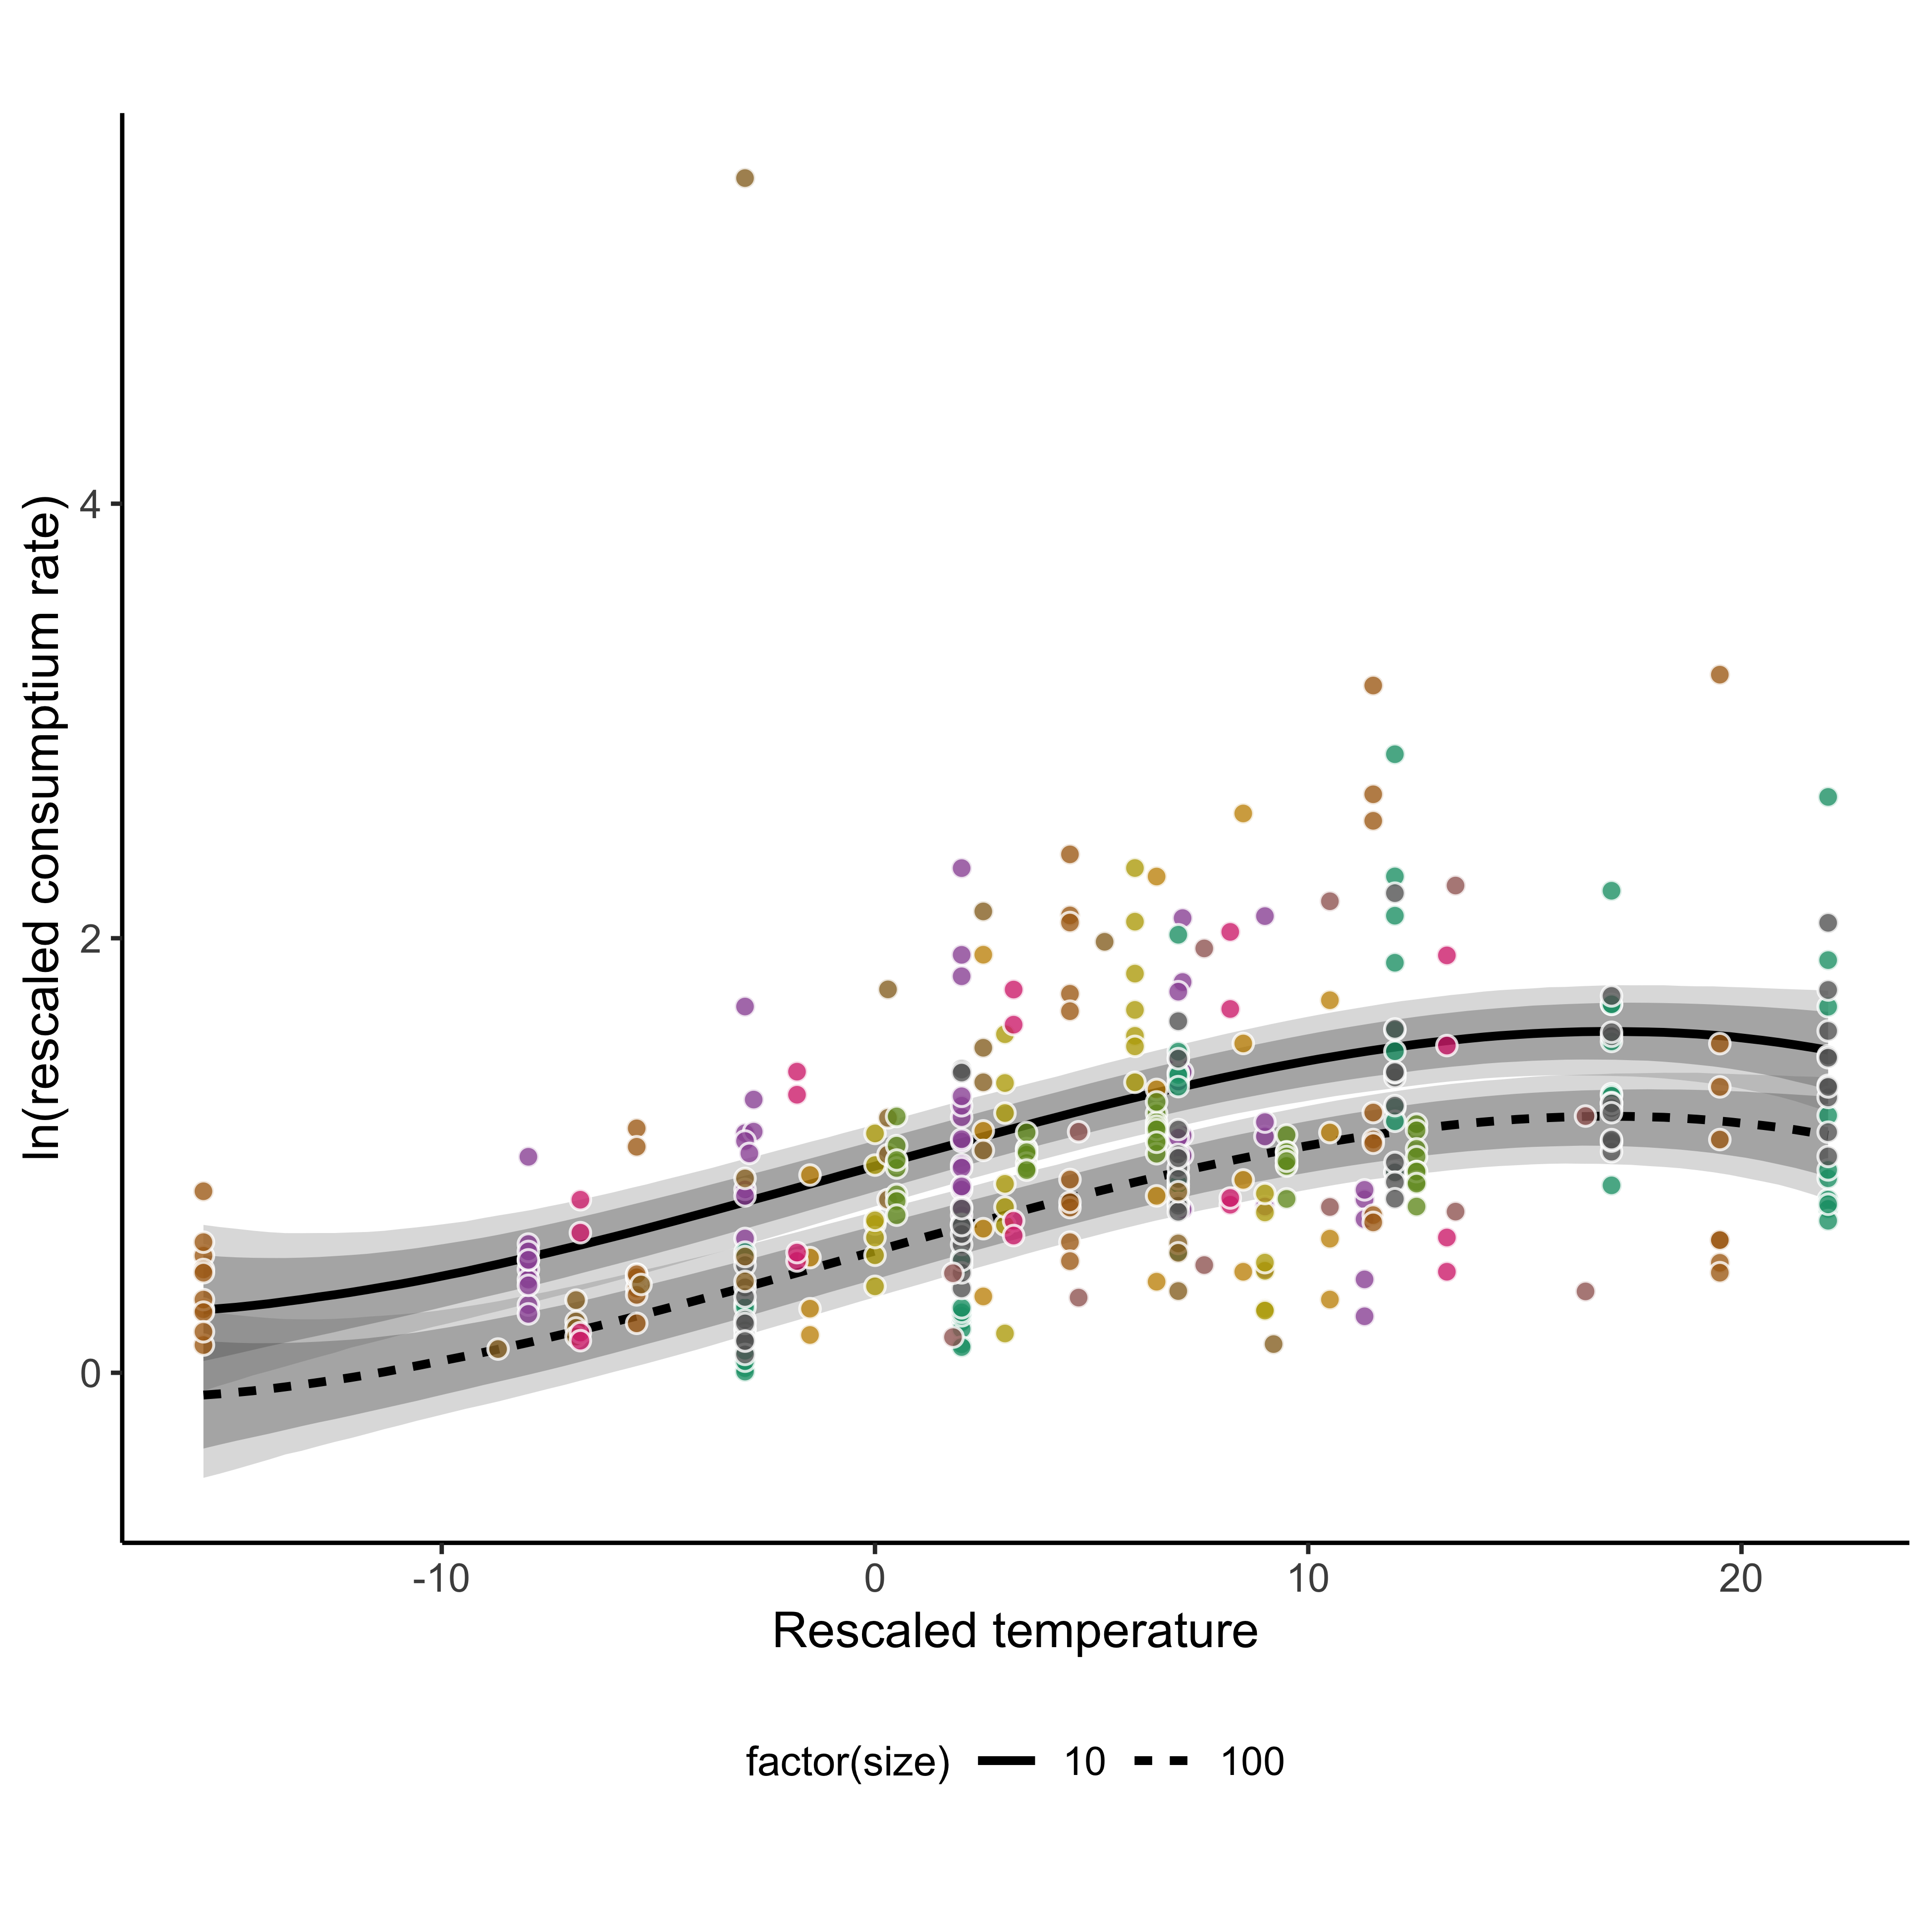 ln(rescaled consumptium rate)
4
2
0
-10 0 10 20
Rescaled temperature
factor(size) 10 100